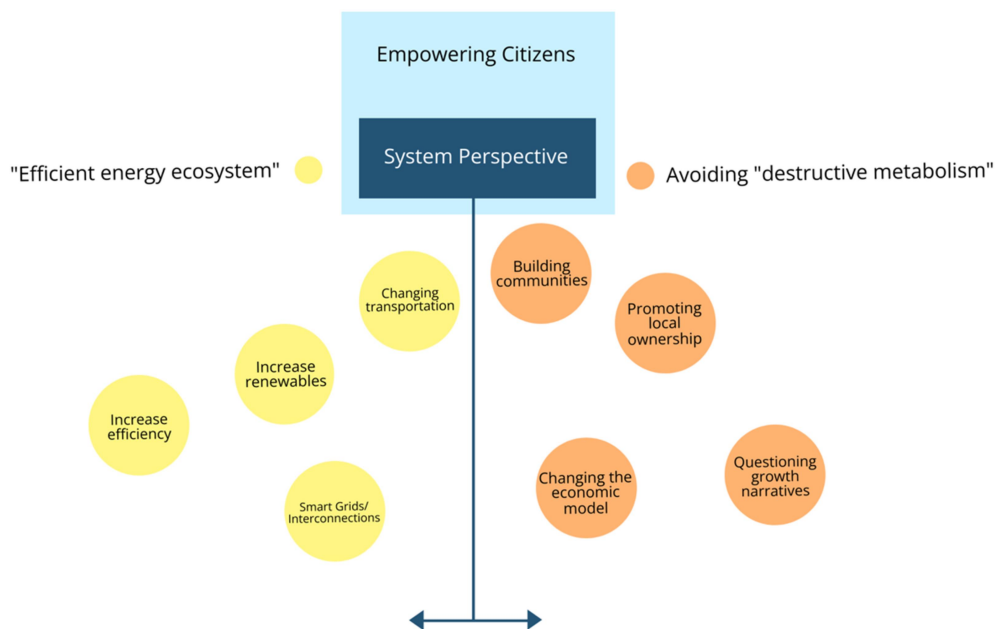 Empowering Citizens
System Perspective
"Efficient energy ecosystem"
Avoiding "destructive metabolism"
Changing
transportation
Increase
renewables
Increase
efficiency
Smart Grids/
Interconnections
Building
communities
Promoting
local
ownership
Changing the
economic
model
Questioning
growth
narratives